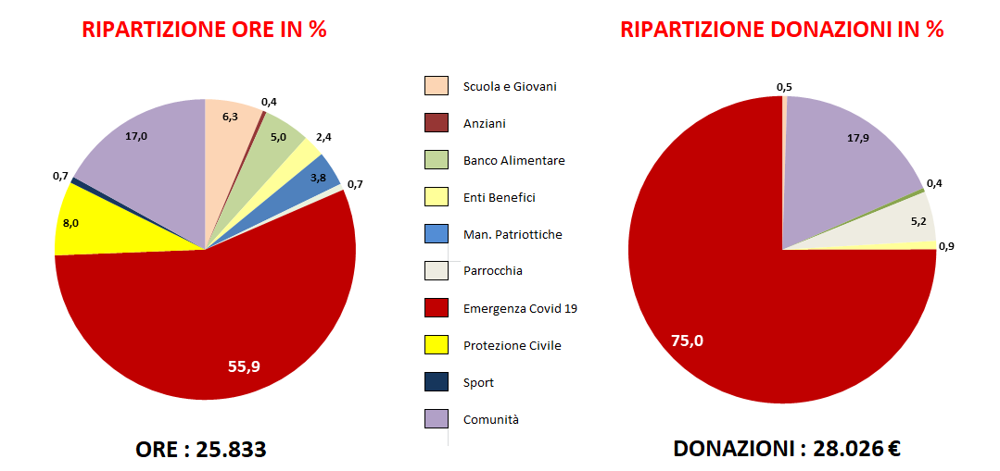 RIPARTIZIONE ORE IN %
6,3
0,4
5,0
2,4
3,8
0,7
55,9
8,0
0,7
17,0
ORE : 25.833
Scuola e Giovani
Anziani
Banco Alimentare
Enti Benefici
Man. Patriottiche
Parrocchia
Emergenza Covid 19
Protezione Civile
Sport
Comunità
RIPARTIZIONE DONAZIONI IN %
0,5
17,9
0,4
5,2
0,9
75,0
DONAZIONI : 28.026 €